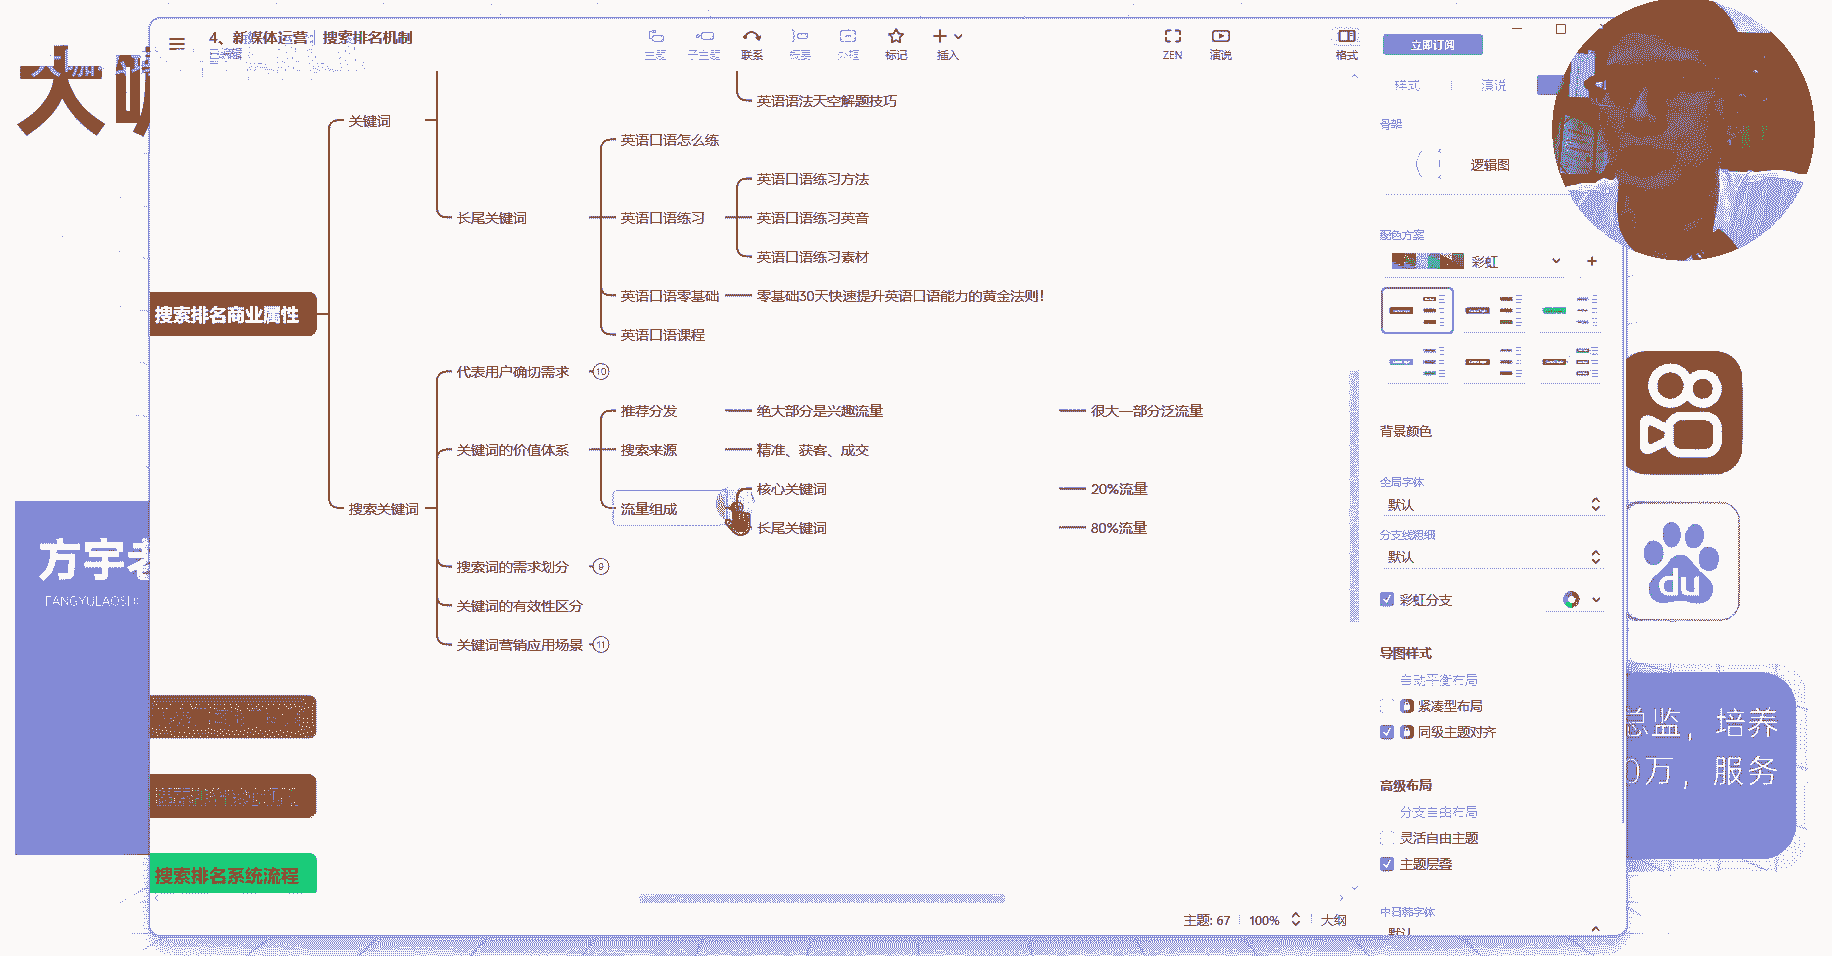 4、新媒体运营 | 搜索排名机制
已编辑
主题
子主题
联系
概要
外框
标记
插入
ZEN
演说
格式
立即订阅
样式
演说
大
方宇老
FANGYULAOSHI
英语语法天空解题技巧
关键词
英语口语怎么练
英语口语练习方法
长尾关键词
英语口语练习
英语口语练习英音
英语口语练习素材
搜索排名商业属性
英语口语零基础
零基础30天快速提升英语口语能力的黄金法则！
英语口语课程
代表用户确切需求
10
推荐分发
绝大部分是兴趣流量
很大一部分泛流量
关键词的价值体系
搜索来源
精准、获客、成交
核心关键词
20%流量
搜索关键词
流量组成
长尾关键词
80%流量
搜索词的需求划分
9
关键词的有效性区分
关键词营销应用场景
11
搜索排名系统流程
骨架
逻辑图
配色方案
彩虹
背景颜色
全局字体
默认
分支线粗细
默认
彩虹分支
导图样式
自动平衡布局
紧凑型布局
同级主题对齐
高级布局
分支自由布局
灵活自由主题
主题层叠
中日韩字体
默认
主题: 67
100%
大纲
du
总监，培养
0万，服务